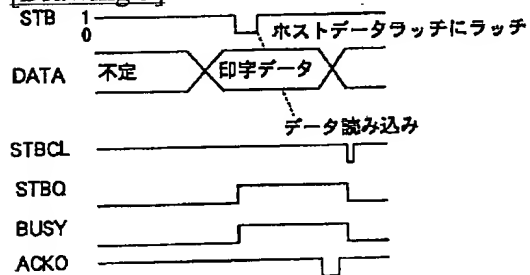 STB 1
0
ホストデータラッチにラッチ
DATA 不定 印字データ
データ読み込み
STBCL
STBQ
BUSY
ACKO